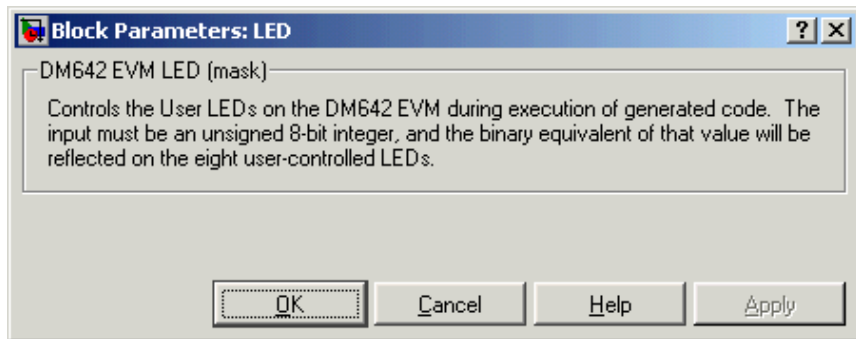 Block Parameters: LED
DM642 EVM LED (mask)
Controls the User LEDs on the DM642 EVM during execution of generated code.  The
input must be an unsigned 8-bit integer, and the binary equivalent of that value will be
reflected on the eight user-controlled LEDs.
OK Cancel Help Apply